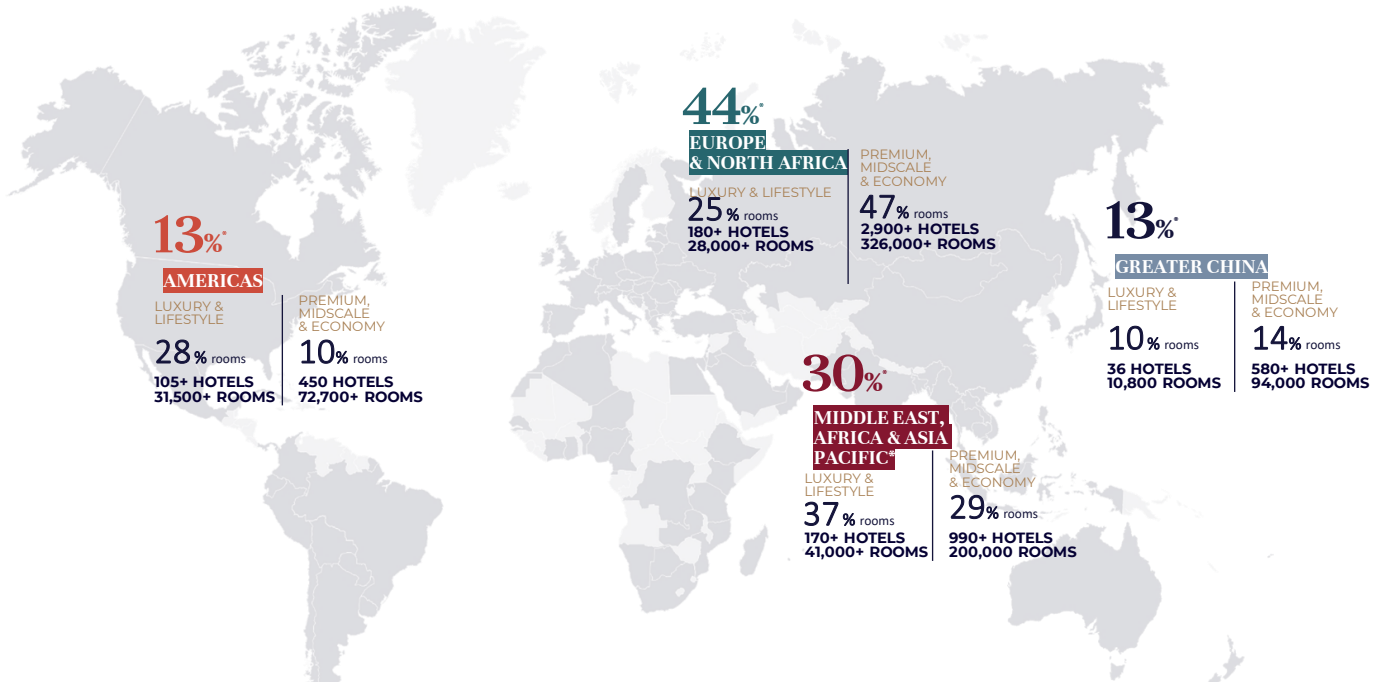 44%*
EUROPE
& NORTH AFRICA
LUXURY & LIFESTYLE
25% rooms
180+ HOTELS
28,000+ ROOMS
PREMIUM,
MIDSCALE
& ECONOMY
47% rooms
2,900+ HOTELS
326,000+ ROOMS
13%*
AMERICAS
LUXURY &
LIFESTYLE
28% rooms
105+ HOTELS
31,500+ ROOMS
PREMIUM,
MIDSCALE
& ECONOMY
10% rooms
450 HOTELS
72,700+ ROOMS
13%*
GREATER CHINA
LUXURY &
LIFESTYLE
10% rooms
36 HOTELS
10,800 ROOMS
PREMIUM,
MIDSCALE
& ECONOMY
14% rooms
580+ HOTELS
94,000 ROOMS
30%*
MIDDLE EAST,
AFRICA & ASIA
PACIFIC*
LUXURY &
LIFESTYLE
37% rooms
170+ HOTELS
41,000+ ROOMS
PREMIUM,
MIDSCALE
& ECONOMY
29% rooms
990+ HOTELS
200,000 ROOMS